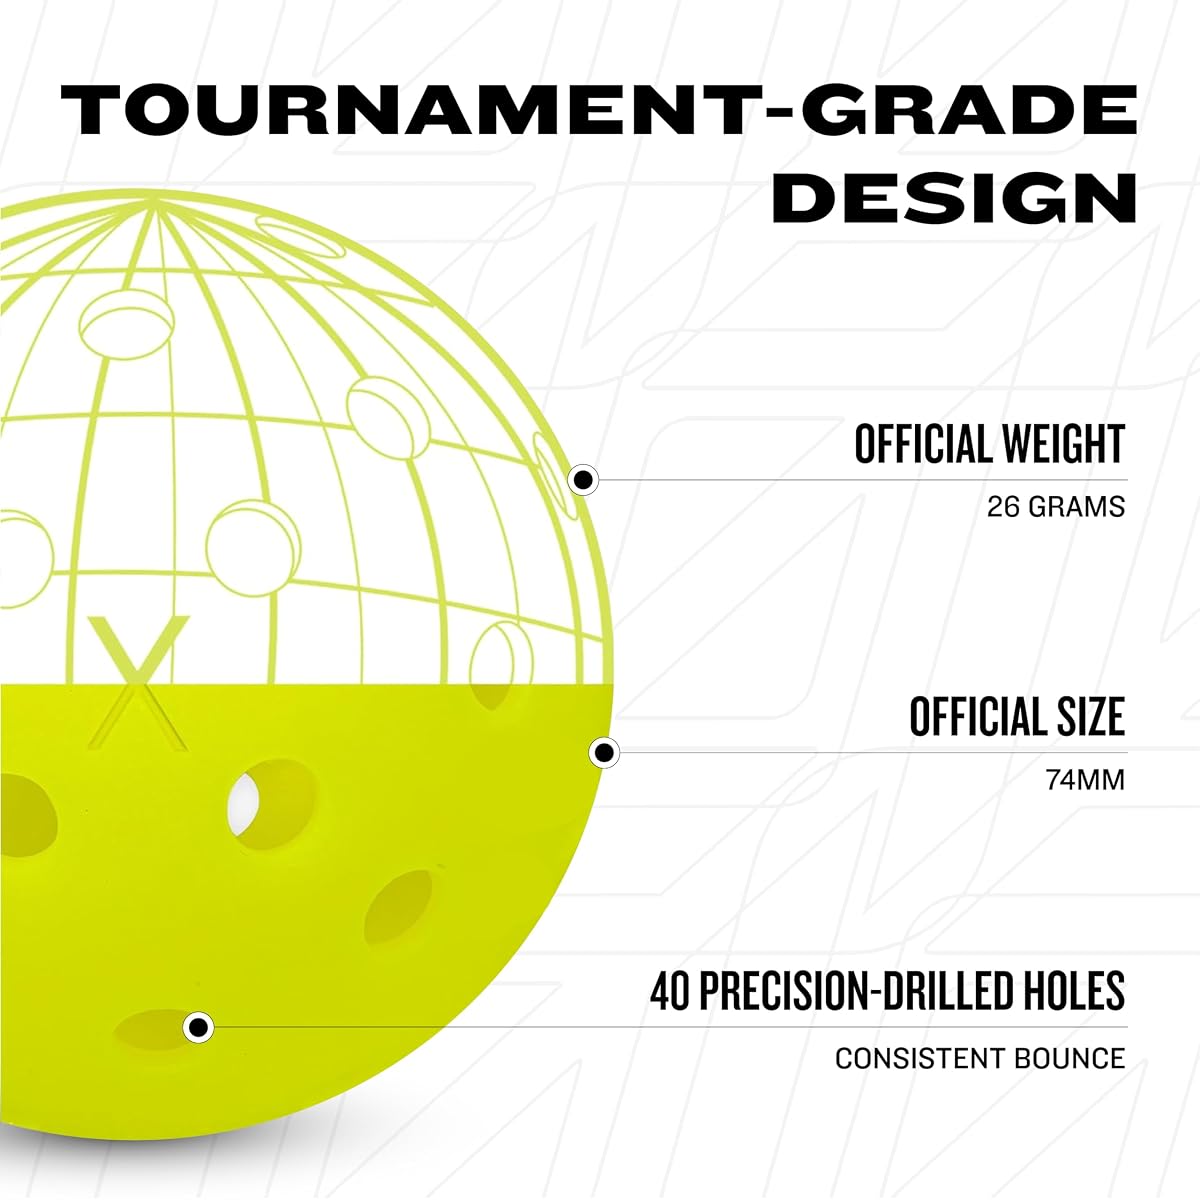 TOURNAMENT-GRADE
DESIGN
OFFICIAL WEIGHT
26 GRAMS
X
OFFICIAL SIZE
74MM
40 PRECISION-DRILLED HOLES
CONSISTENT BOUNCE